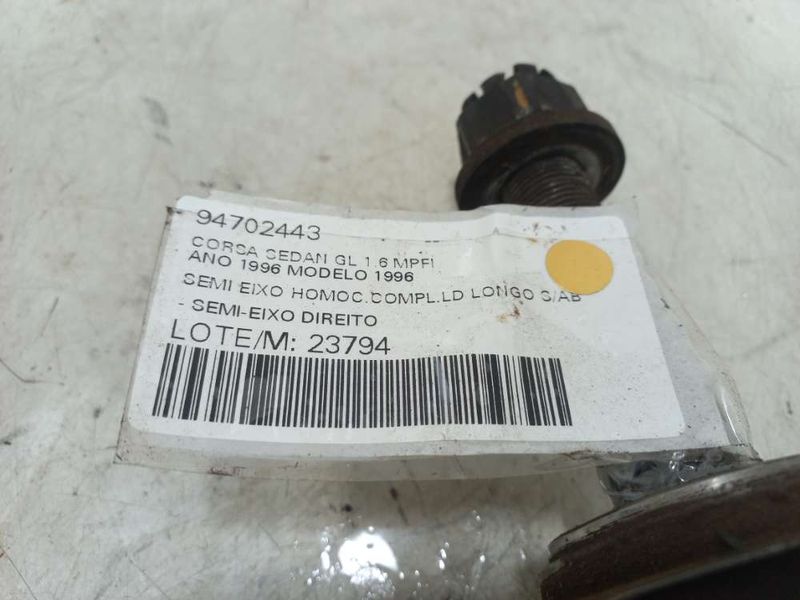 94702443
CORSA SEDAN GL 1.6 MPFI
ANO 1996 MODELO 1996
SEMI EIXO HOMOC.COMPL.LD LONGO S/AB
- SEMI-EIXO DIREITO
LOTE/M: 23794